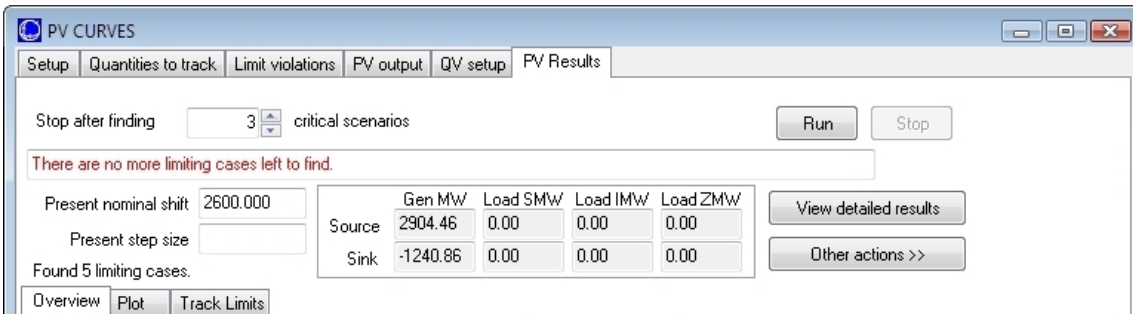 PV CURVES
Setup Quantities to track Limit violations PV output QV setup PV Results
Stop after finding 3 critical scenarios Run Stop
There are no more limiting cases left to find.
Present nominal shift 2600.000 Gen MW Load SMW Load IMW Load ZMW View detailed results
Source 2904.46 0.00 0.00 0.00
Present step size
Sink -1240.86 0.00 0.00 0.00 Other actions >>
Found 5 limiting cases.
Overview Plot Track Limits